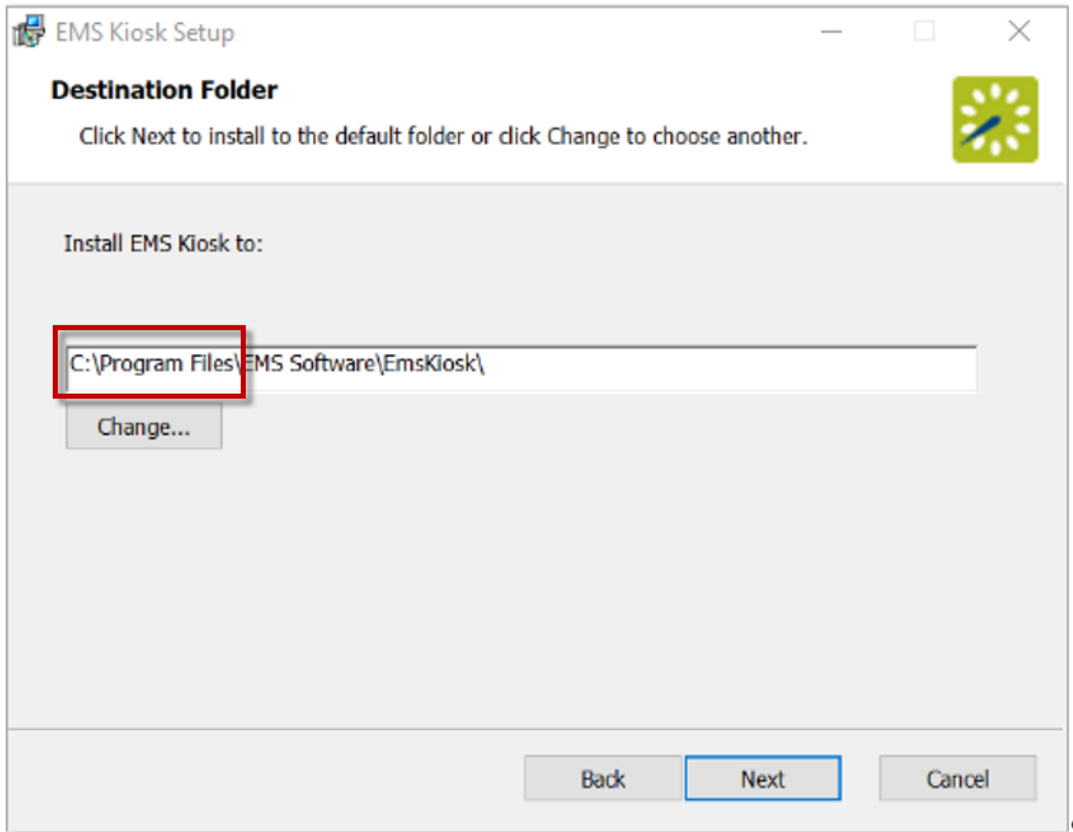 EMS Kiosk Setup
Destination Folder
Click Next to install to the default folder or click Change to choose another.
Install EMS Kiosk to:
C:\Program Files\EMS Software\EmsKiosk\
Change...
Back Next Cancel